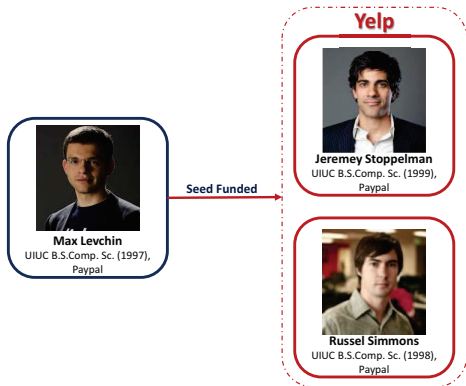 Yelp
Jeremey Stoppelman
UIUC B.S.Comp. Sc. (1999),
Paypal
Seed Funded
Max Levchin
UIUC B.S.Comp. Sc. (1997),
Paypal
Russel Simmons
UIUC B.S.Comp. Sc. (1998),
Paypal